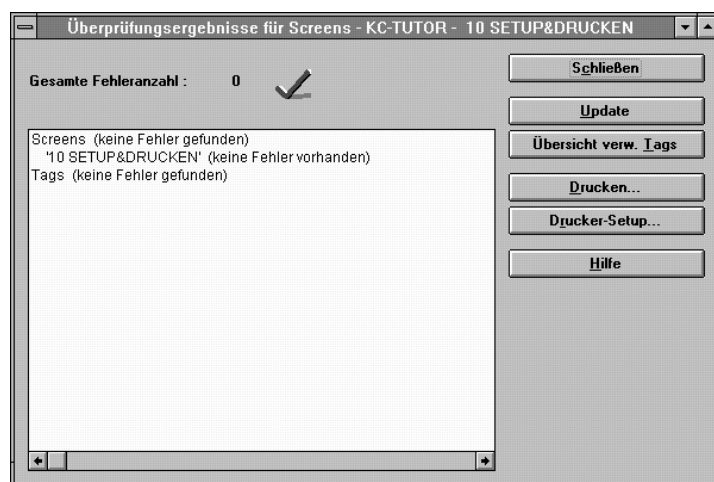 Überprüfungsergebnisse für Screens - KC-TUTOR - 10 SETUP&DRUCKEN
Gesamte Fehleranzahl : 0
Screens (keine Fehler gefunden)
'10 SETUP&DRUCKEN' (keine Fehler vorhanden)
Tags (keine Fehler gefunden)
Schließen
Update
Übersicht verw. Tags
Drucken...
Drucker-Setup...
Hilfe